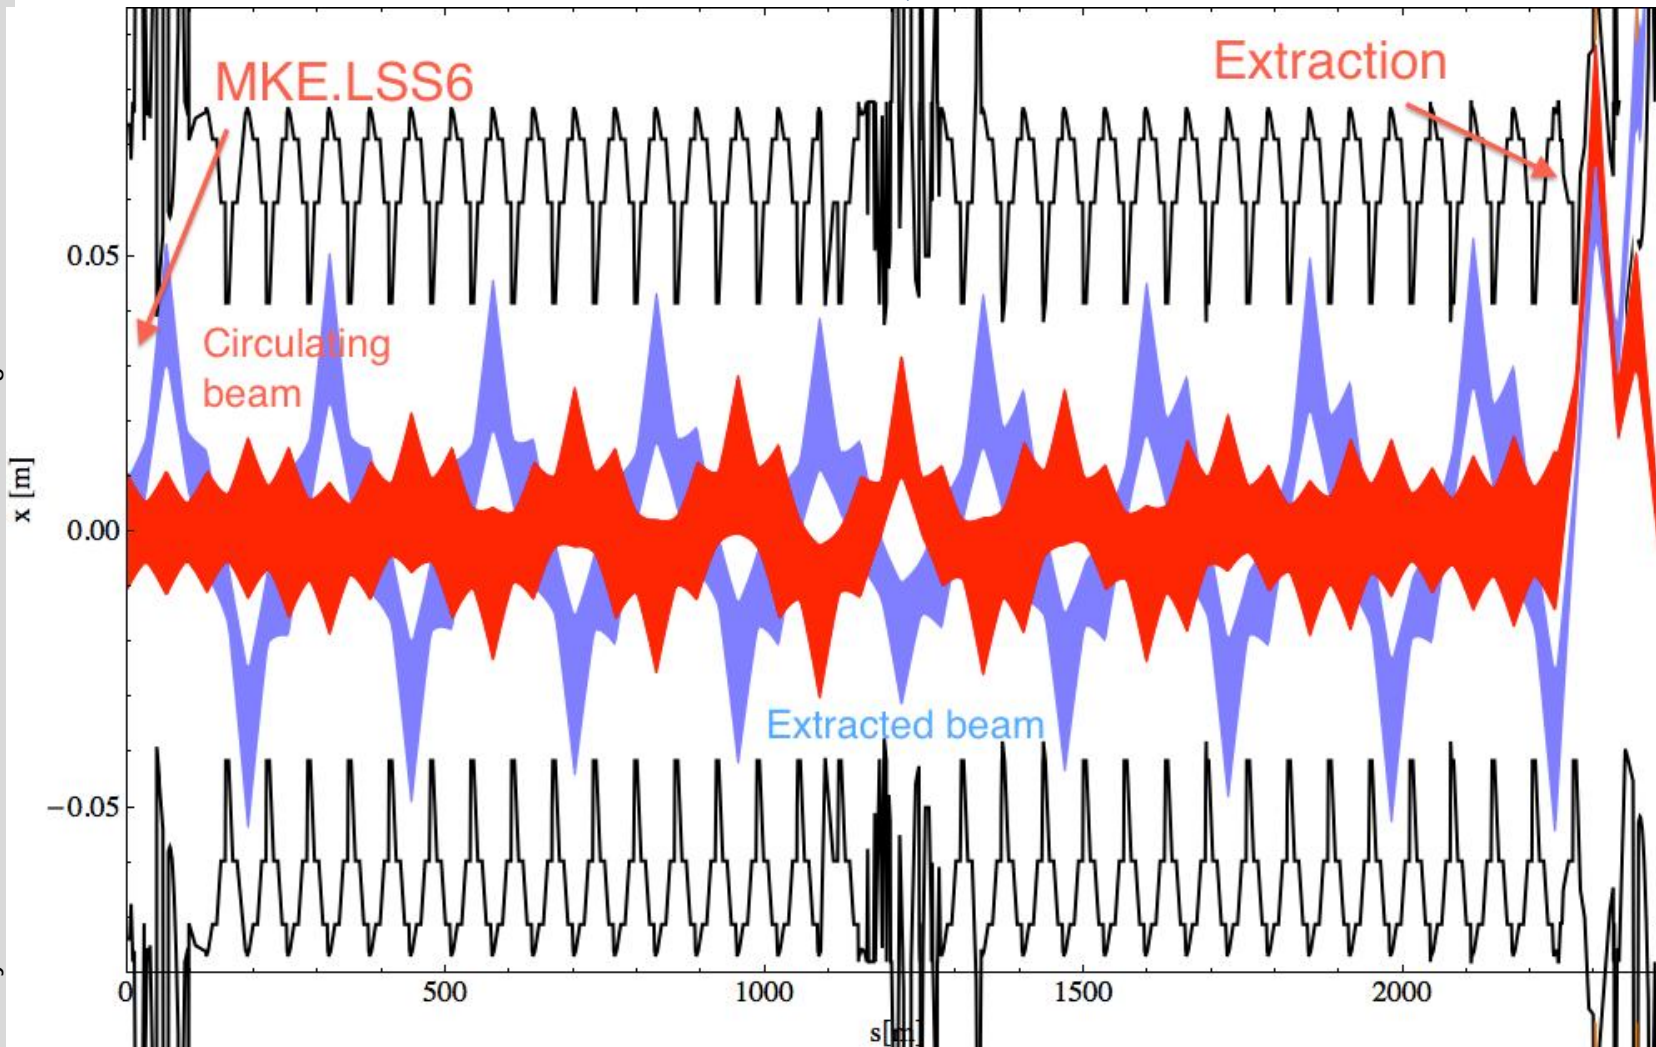 MKE.LSS6
Extraction
0.05
Circulating
beam
x [m]
0.00
Extracted beam
−0.05
0
500
1000
1500
2000
s[m]